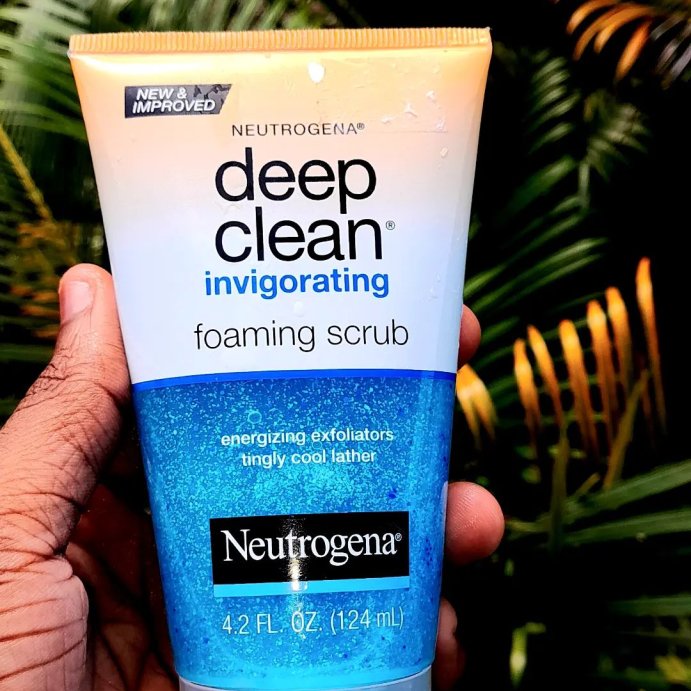 NEW &
IMPROVED
NEUTROGENA®
deep
clean®
invigorating
foaming scrub
energizing exfoliators
tingly cool lather
Neutrogena®
4.2 FL. OZ. (124 mL)